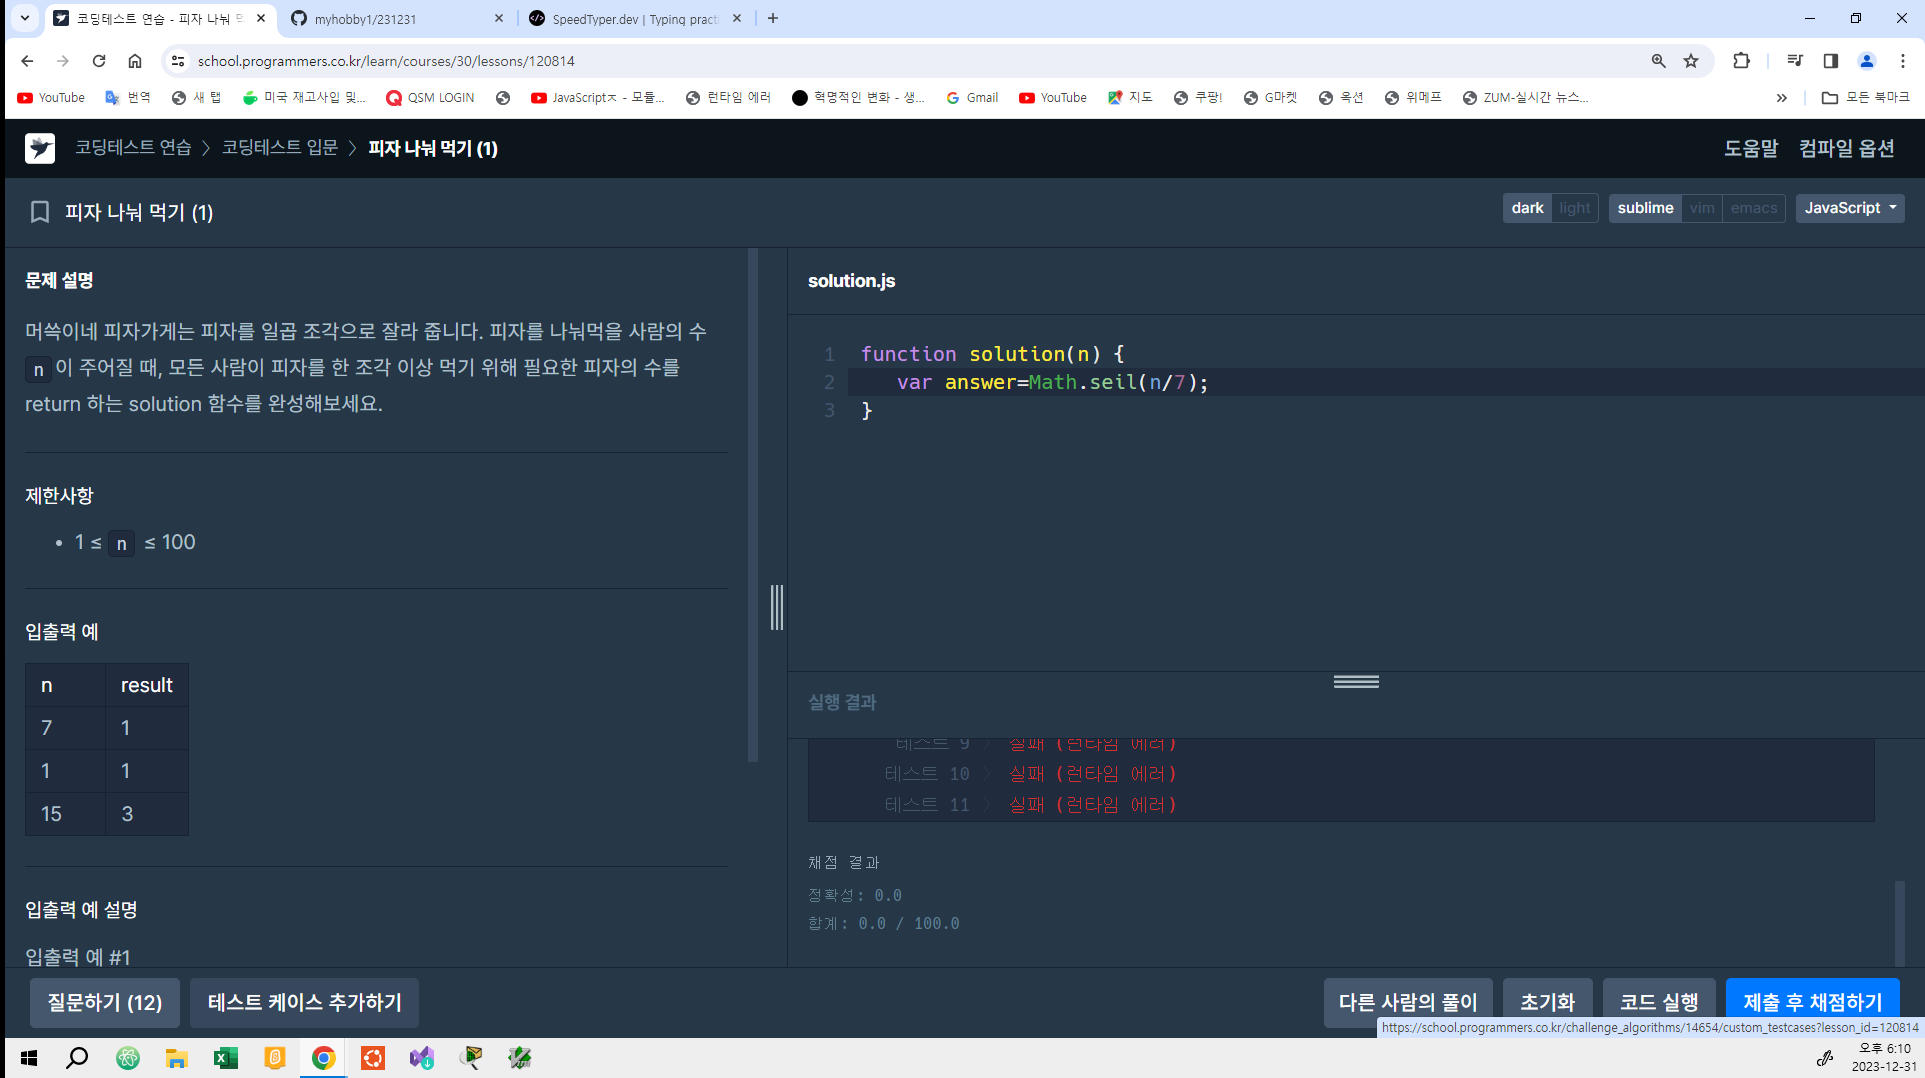 코딩테스트 연습 - 피자 나눠 먹
myhobby1/231231
SpeedTyper.dev | Typing practi
school.programmers.co.kr/learn/courses/30/lessons/120814
YouTube
번역
새 탭
미국 재고사입 및...
QSM LOGIN
JavaScriptㅈ - 모듈...
런타임 에러
혁명적인 변화 - 생...
Gmail
YouTube
지도
쿠팡!
G마켓
옥션
위메프
ZUM-실시간 뉴스...
»
모든 북마크
코딩테스트 연습 > 코딩테스트 입문 > 피자 나눠 먹기 (1)
도움말 컴파일 옵션
피자 나눠 먹기 (1)
dark light
sublime vim emacs
JavaScript
문제 설명
머쓱이네 피자가게는 피자를 일곱 조각으로 잘라 줍니다. 피자를 나눠먹을 사람의 수
n 이 주어질 때, 모든 사람이 피자를 한 조각 이상 먹기 위해 필요한 피자의 수를
return 하는 solution 함수를 완성해보세요.
제한사항
• 1 ≤ n ≤ 100
입출력 예
n result
7 1
1 1
15 3
입출력 예 설명
입출력 예 #1
solution.js
1 function solution(n) {
2 var answer=Math.seil(n/7);
3 }
실행 결과
테스트 9 > 실패 (런타임 에러)
테스트 10 > 실패 (런타임 에러)
테스트 11 > 실패 (런타임 에러)
채점 결과
정확성: 0.0
합계: 0.0 / 100.0
질문하기 (12)
테스트 케이스 추가하기
다른 사람의 풀이
초기화
코드 실행
제출 후 채점하기
https://school.programmers.co.kr/challenge_algorithms/14654/custom_testcases?lesson_id=120814
오후 6:10
2023-12-31